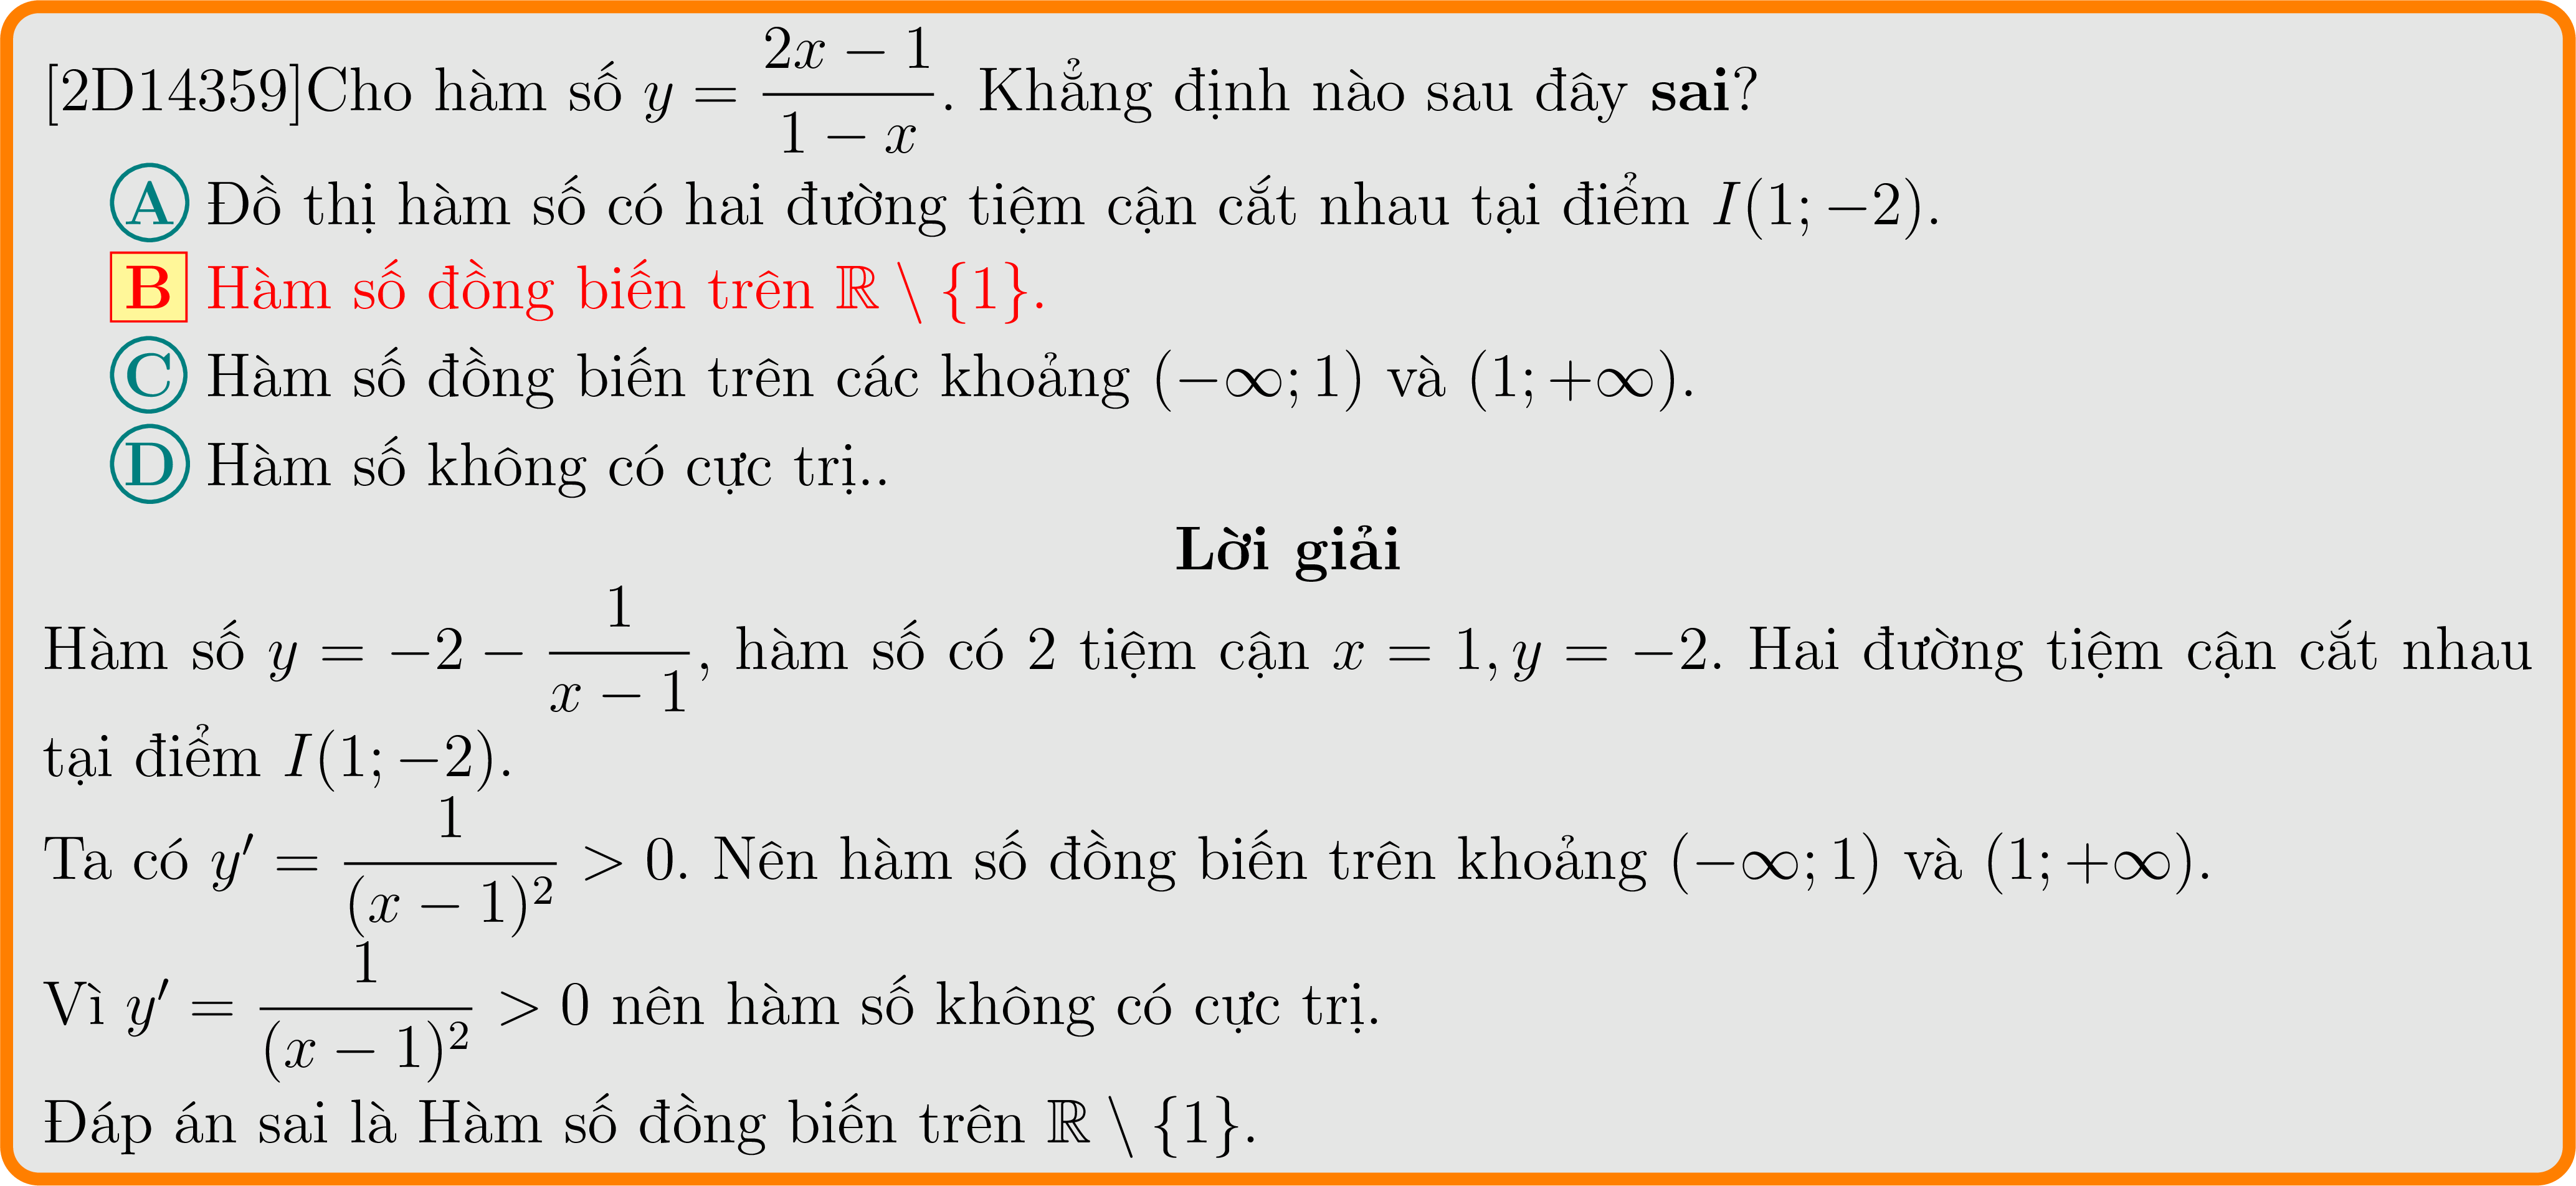 [2D14359]Cho hàm số $y = \dfrac{2x-1}{1-x}$. Khẳng định nào sau đây sai?
A Đồ thị hàm số có hai đường tiệm cận cắt nhau tại điểm $I(1;-2)$.
B Hàm số đồng biến trên $\mathbb{R} \setminus \{1\}$.
C Hàm số đồng biến trên các khoảng $(-\infty;1)$ và $(1;+\infty)$.
D Hàm số không có cực trị..
Lời giải
Hàm số $y = -2 - \dfrac{1}{x-1}$, hàm số có 2 tiệm cận $x = 1, y = -2$. Hai đường tiệm cận cắt nhau
tại điểm $I(1;-2)$.
Ta có $y' = \dfrac{1}{(x-1)^2} > 0$. Nên hàm số đồng biến trên khoảng $(-\infty;1)$ và $(1;+\infty)$.
Vì $y' = \dfrac{1}{(x-1)^2} > 0$ nên hàm số không có cực trị.
Đáp án sai là Hàm số đồng biến trên $\mathbb{R} \setminus \{1\}$.